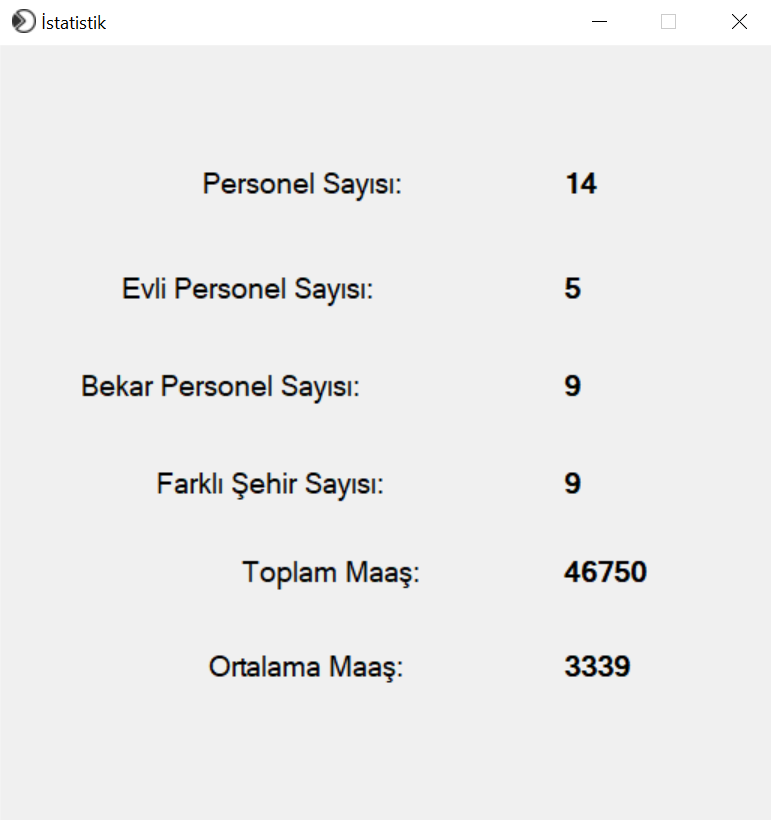 İstatistik
Personel Sayısı: 14
Evli Personel Sayısı: 5
Bekar Personel Sayısı: 9
Farklı Şehir Sayısı: 9
Toplam Maaş: 46750
Ortalama Maaş: 3339